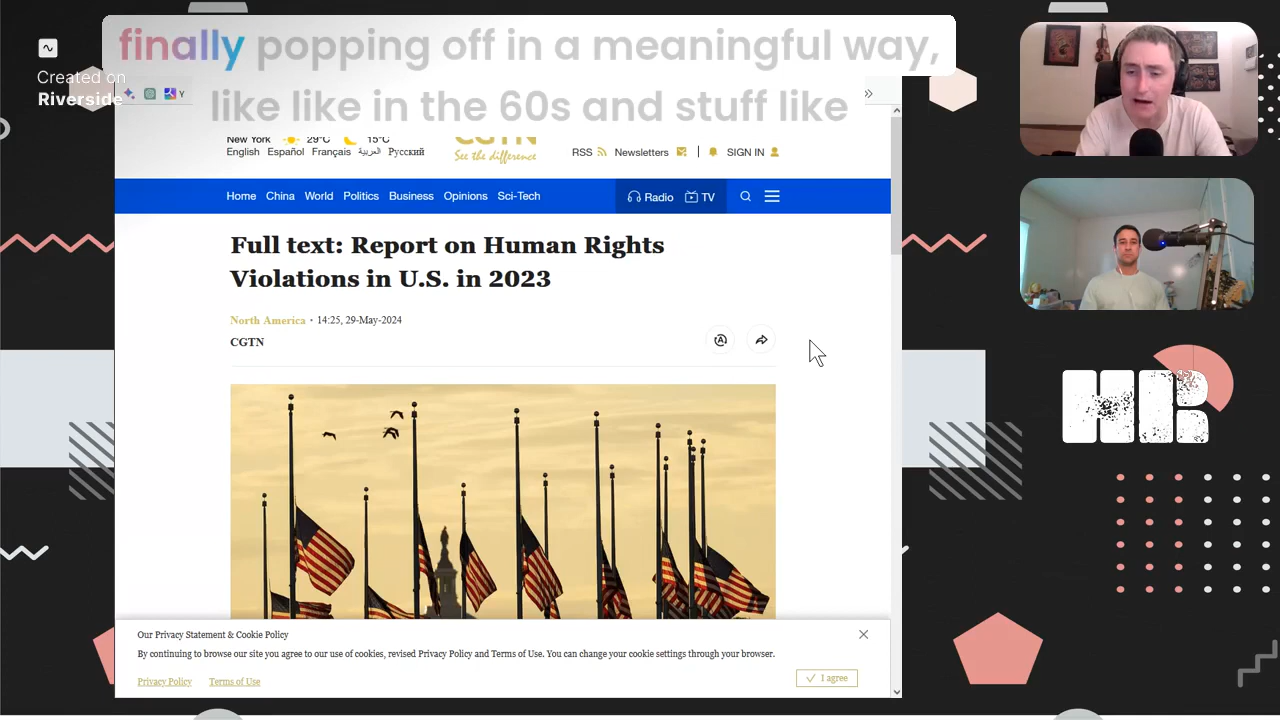 finally popping off in a meaningful way,
like like in the 60s and stuff like
Created on
Riverside
Y
New York 29°C 15°C
CGTN
See the difference
English Español Français العربية Русский
RSS Newsletters | SIGN IN
Home China World Politics Business Opinions Sci-Tech Radio TV
Full text: Report on Human Rights
Violations in U.S. in 2023
North America • 14:25, 29-May-2024
CGTN
HR
Our Privacy Statement & Cookie Policy
By continuing to browse our site you agree to our use of cookies, revised Privacy Policy and Terms of Use. You can change your cookie settings through your browser.
I agree
Privacy Policy Terms of Use